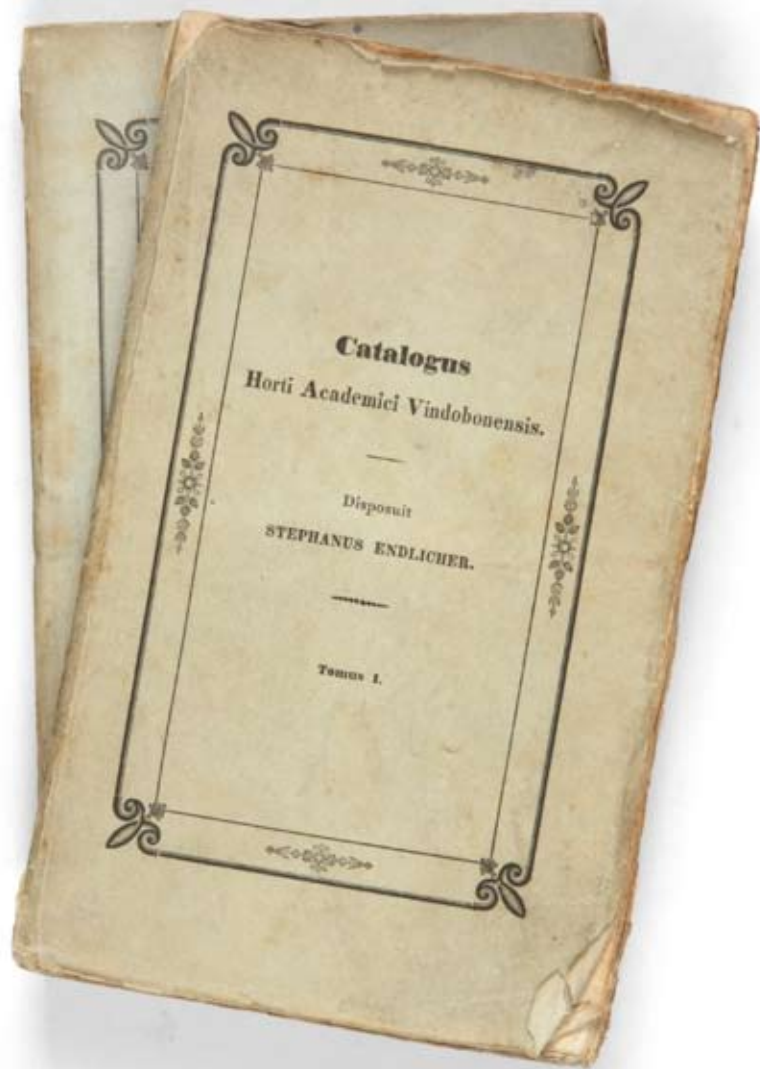 Catalogus
Horti Academici Vindobonensis.
Disposuit
STEPHANUS ENDLICHER.
Tomus I.